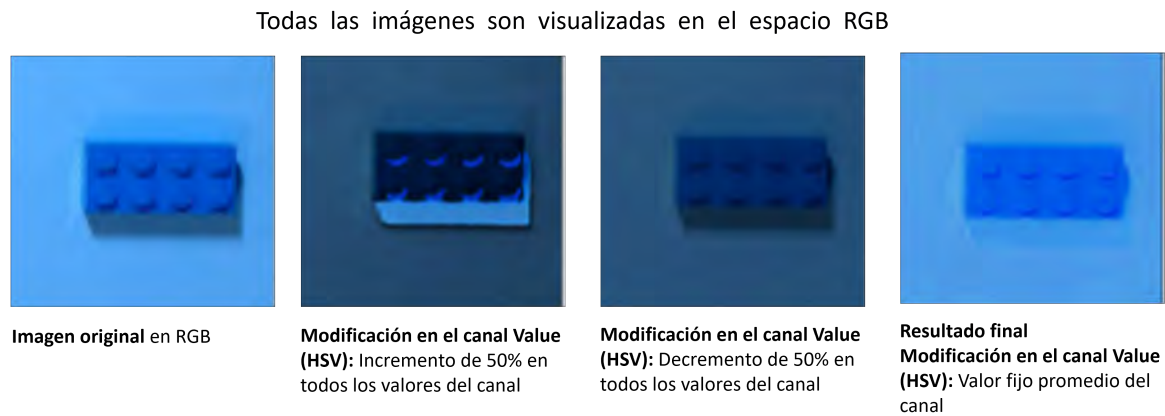 Todas las imágenes son visualizadas en el espacio RGB
Imagen original en RGB
Modificación en el canal Value
(HSV): Incremento de 50% en
todos los valores del canal
Modificación en el canal Value
(HSV): Decremento de 50% en
todos los valores del canal
Resultado final
Modificación en el canal Value
(HSV): Valor fijo promedio del
canal